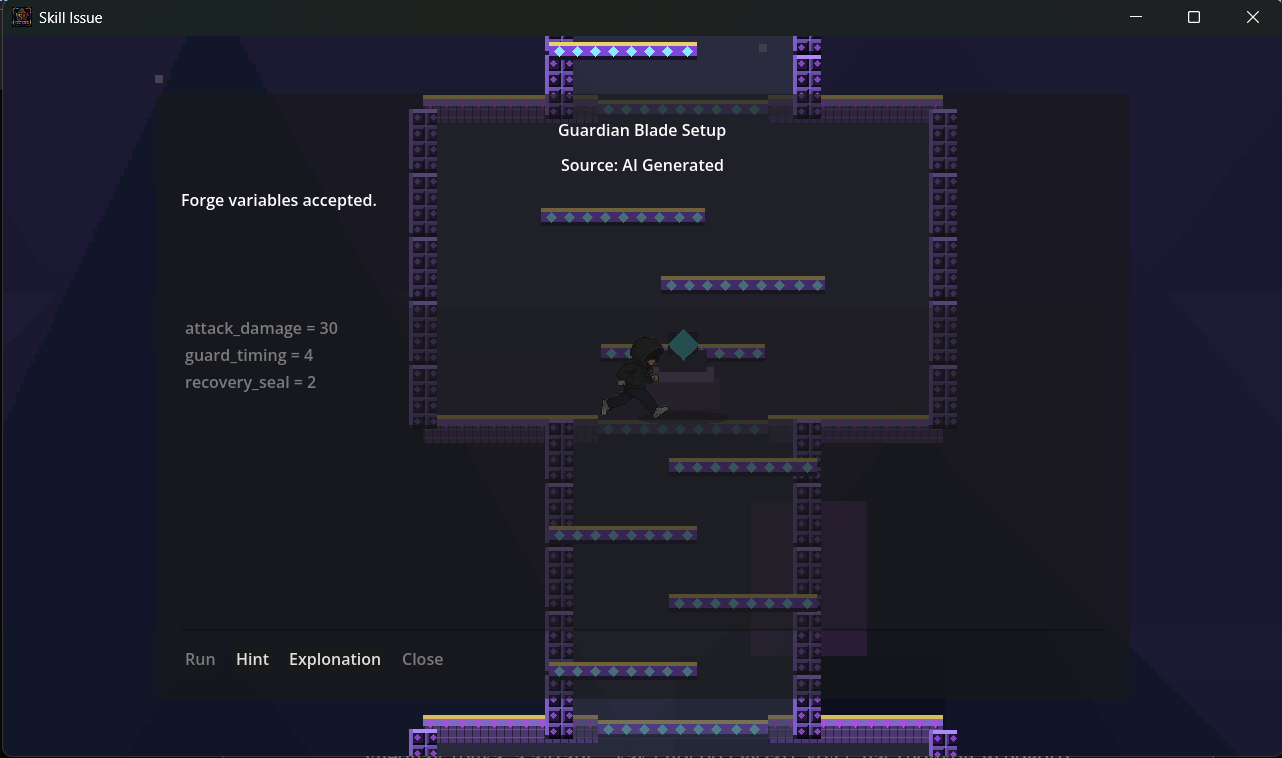 Skill Issue
Guardian Blade Setup
Source: AI Generated
Forge variables accepted.
attack_damage = 30
guard_timing = 4
recovery_seal = 2
Run Hint Explonation Close